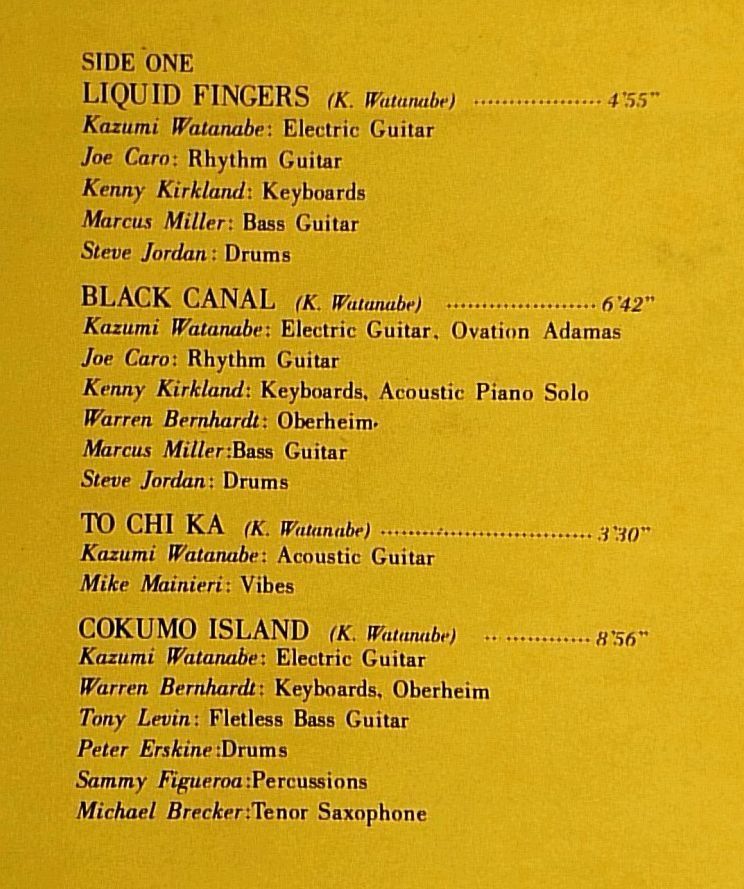 SIDE ONE
LIQUID FINGERS (K. Watanabe) .................. 4'55"
Kazumi Watanabe: Electric Guitar
Joe Caro: Rhythm Guitar
Kenny Kirkland: Keyboards
Marcus Miller: Bass Guitar
Steve Jordan: Drums
BLACK CANAL (K. Watanabe) ...................... 6'42"
Kazumi Watanabe: Electric Guitar, Ovation Adamas
Joe Caro: Rhythm Guitar
Kenny Kirkland: Keyboards, Acoustic Piano Solo
Warren Bernhardt: Oberheim.
Marcus Miller:Bass Guitar
Steve Jordan: Drums
TO CHI KA (K. Watanabe) .............................. 3'30"
Kazumi Watanabe: Acoustic Guitar
Mike Mainieri: Vibes
COKUMO ISLAND (K. Watanabe) .. ............ 8'56"
Kazumi Watanabe: Electric Guitar
Warren Bernhardt: Keyboards, Oberheim
Tony Levin: Fletless Bass Guitar
Peter Erskine:Drums
Sammy Figueroa:Percussions
Michael Brecker:Tenor Saxophone